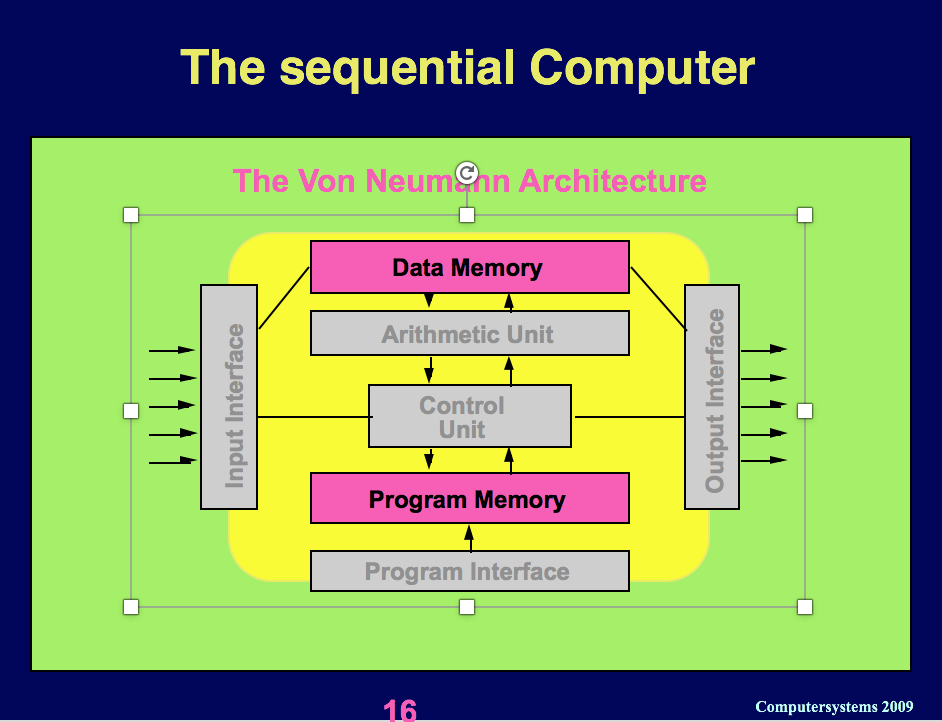 The sequential Computer
The Von Neumann Architecture
Data Memory
Arithmetic Unit
Input Interface
Control
Unit
Output Interface
Program Memory
Program Interface
16
Computersystems 2009